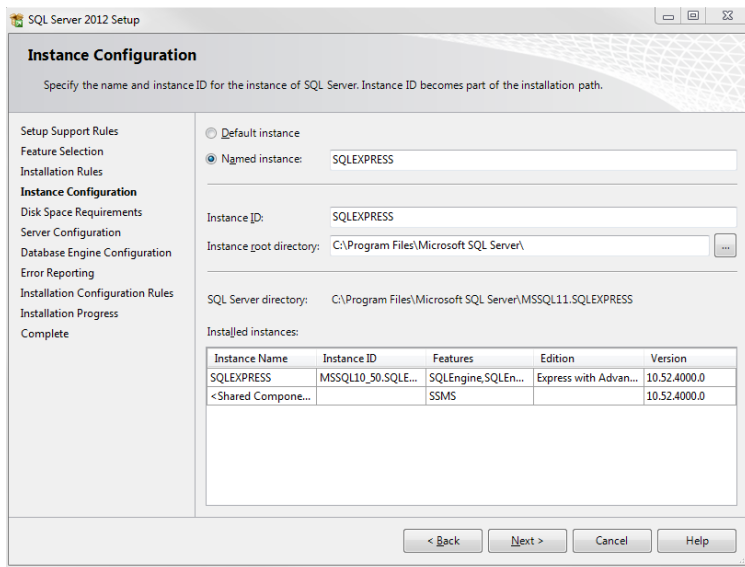 SQL Server 2012 Setup
Instance Configuration
Specify the name and instance ID for the instance of SQL Server. Instance ID becomes part of the installation path.
Setup Support Rules
Feature Selection
Installation Rules
Instance Configuration
Disk Space Requirements
Server Configuration
Database Engine Configuration
Error Reporting
Installation Configuration Rules
Installation Progress
Complete
Default instance
Named instance: SQLEXPRESS
Instance ID: SQLEXPRESS
Instance root directory: C:\Program Files\Microsoft SQL Server\ ...
SQL Server directory: C:\Program Files\Microsoft SQL Server\MSSQL11.SQLEXPRESS
Installed instances:
Instance Name Instance ID Features Edition Version
SQLEXPRESS MSSQL10_50.SQLE... SQLEngine,SQLEn... Express with Advan... 10.52.4000.0
<Shared Compone... SSMS 10.52.4000.0
< Back Next > Cancel Help